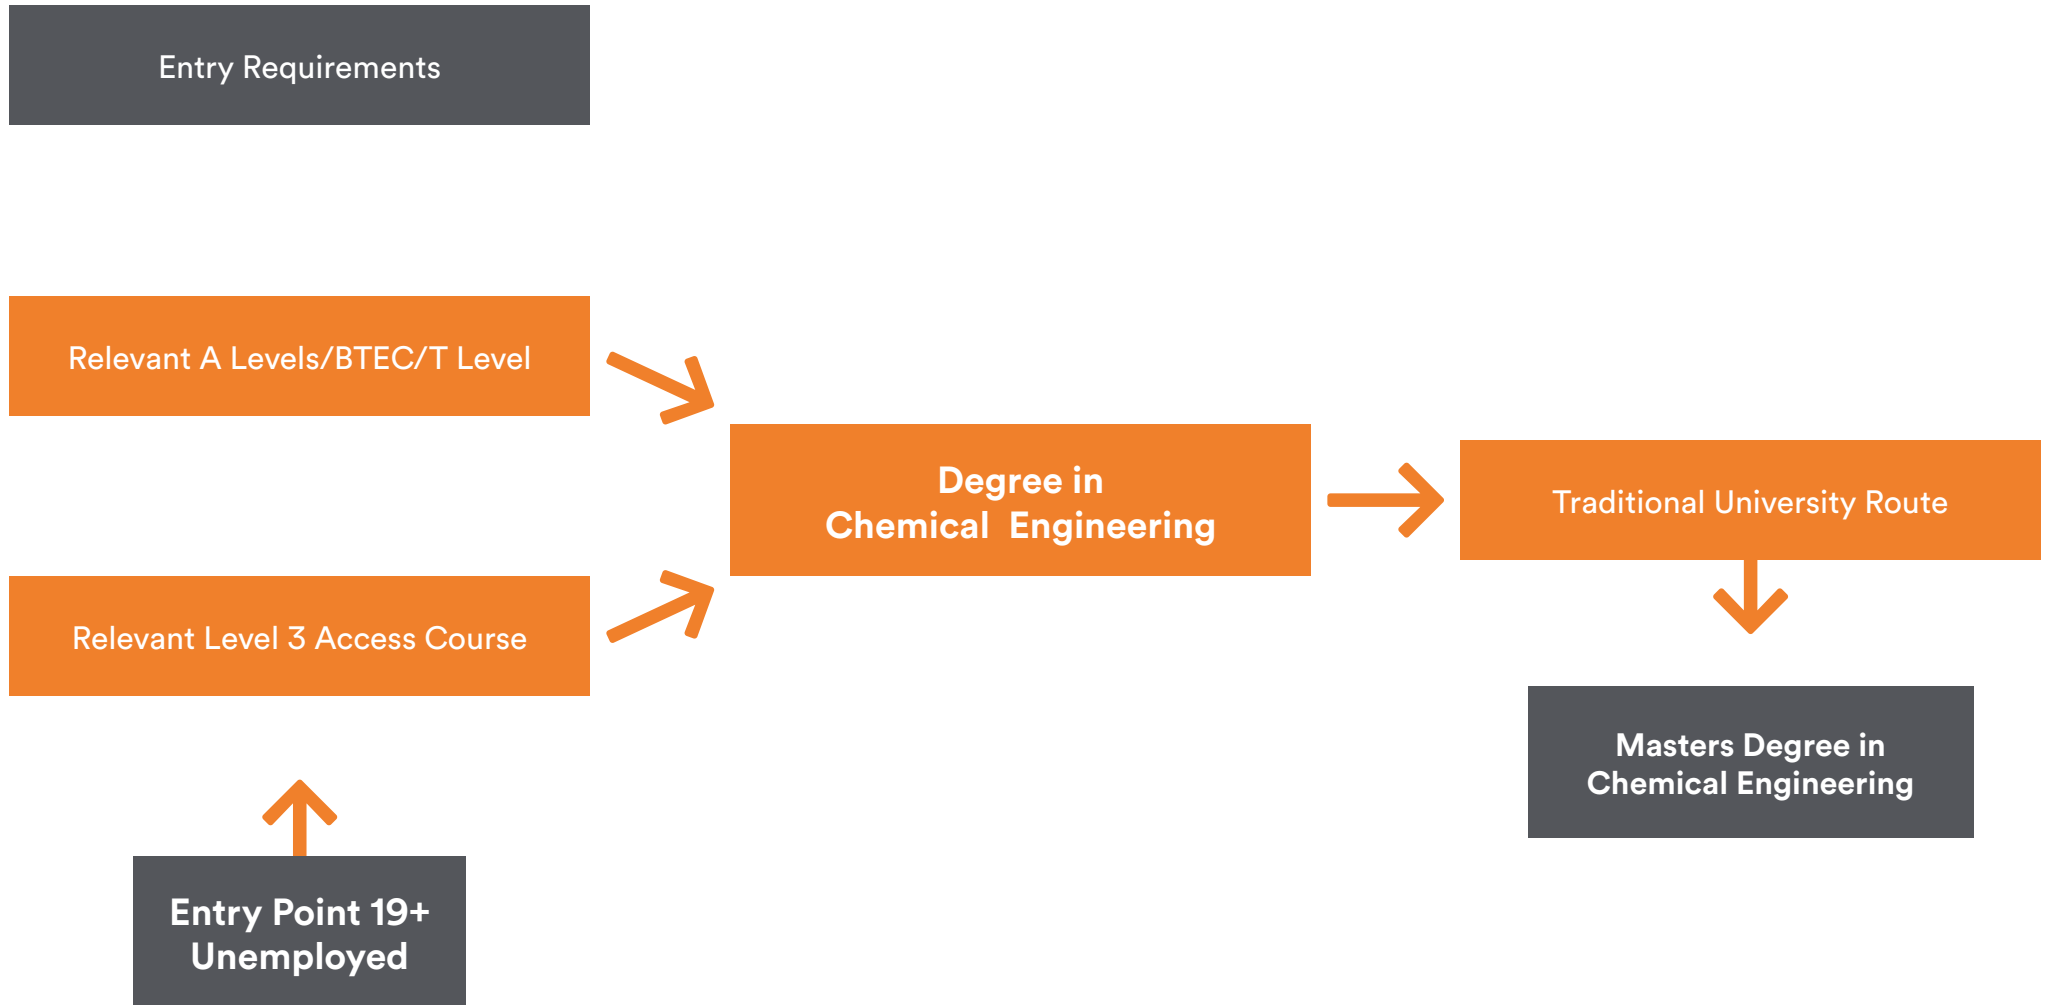 Entry Requirements
Relevant A Levels/BTEC/T Level
Relevant Level 3 Access Course
Entry Point 19+
Unemployed
Degree in
Chemical  Engineering
Traditional University Route
Masters Degree in
Chemical Engineering